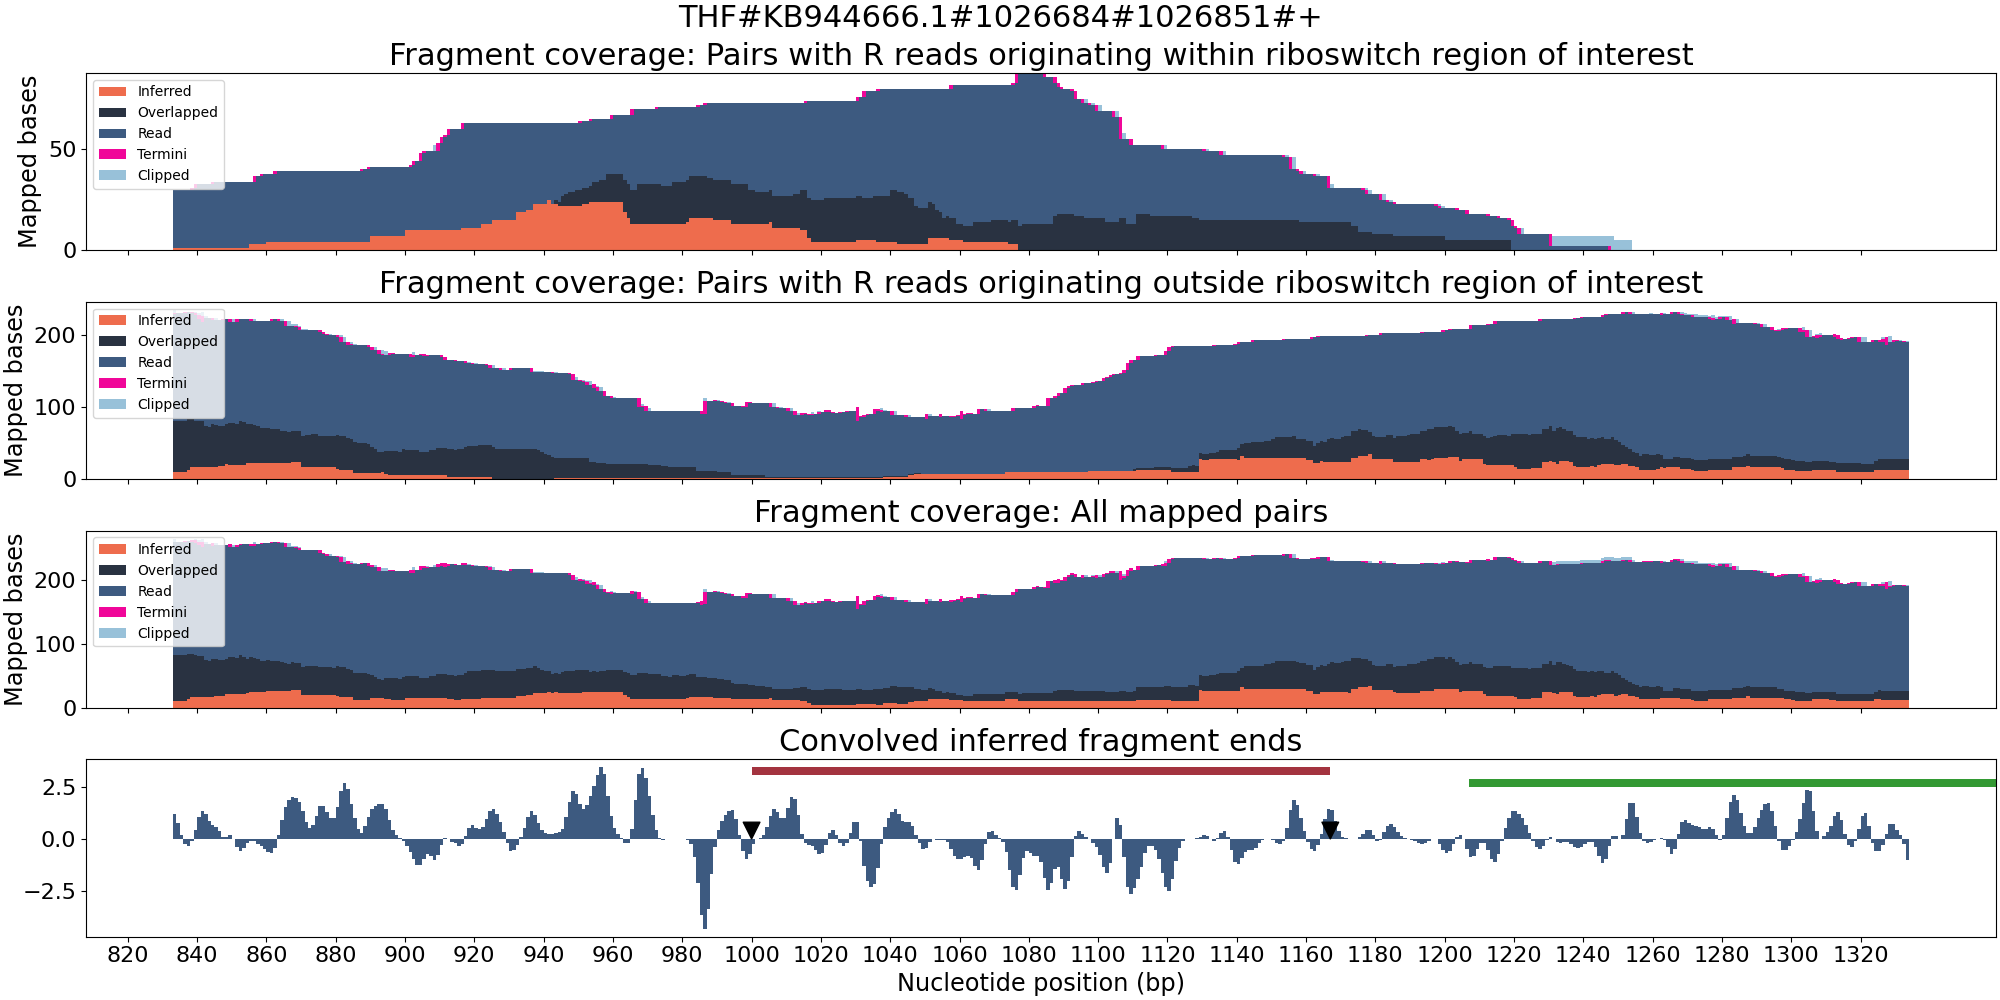 THF#KB944666.1#1026684#1026851#+
Fragment coverage: Pairs with R reads originating within riboswitch region of interest
Mapped bases
50
0
Inferred
Overlapped
Read
Termini
Clipped
Fragment coverage: Pairs with R reads originating outside riboswitch region of interest
Mapped bases
200
100
0
Inferred
Overlapped
Read
Termini
Clipped
Fragment coverage: All mapped pairs
Mapped bases
200
100
0
Inferred
Overlapped
Read
Termini
Clipped
Convolved inferred fragment ends
2.5
0.0
−2.5
820 840 860 880 900 920 940 960 980 1000 1020 1040 1060 1080 1100 1120 1140 1160 1180 1200 1220 1240 1260 1280 1300 1320
Nucleotide position (bp)